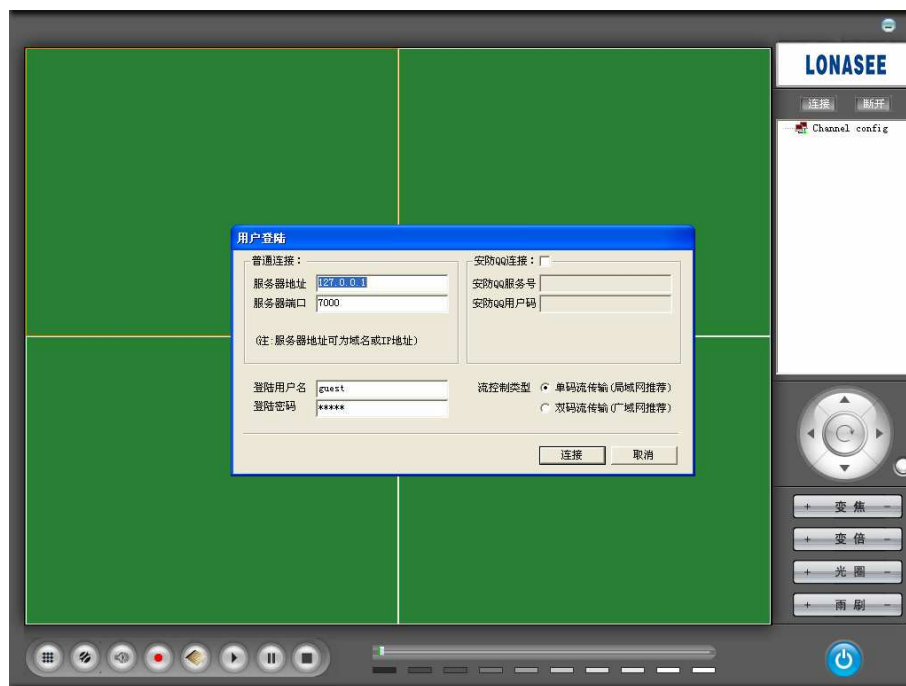 LONASEE
连接 断开
Channel config
用户登陆
普通连接：
服务器地址 127.0.0.1
服务器端口 7000
(注:服务器地址可为域名或IP地址)
安防QQ连接：
安防QQ服务号
安防QQ用户码
登陆用户名 guest
登陆密码 *****
流控制类型 单码流传输(局域网推荐)
双码流传输(广域网推荐)
连接 取消
+ 变焦 -
+ 变倍 -
+ 光圈 -
+ 雨刷 -